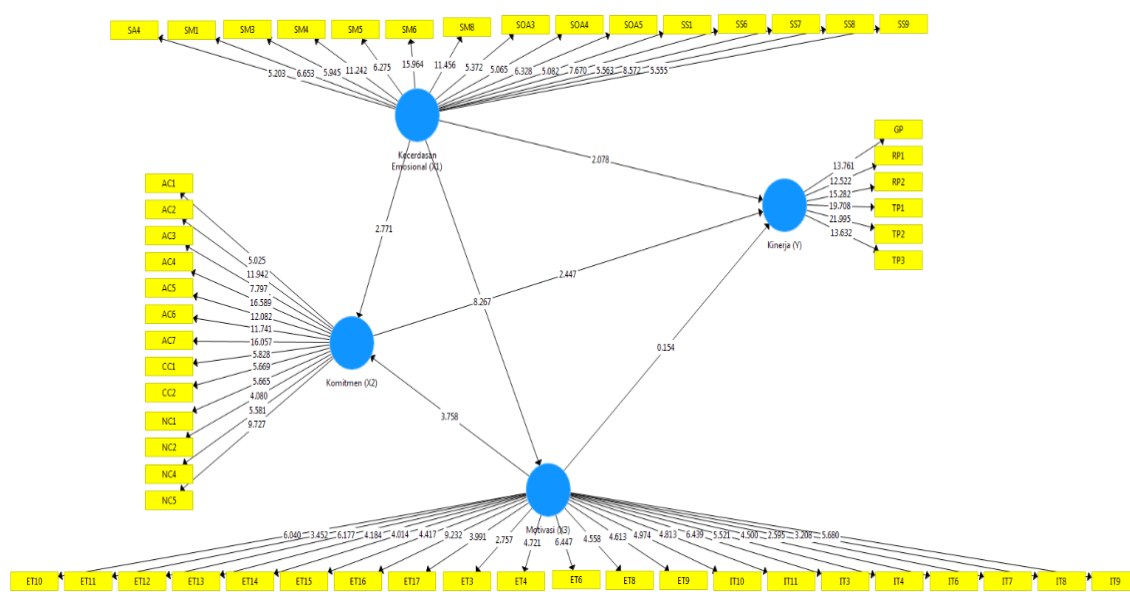 SA4
SM1
SM3
SM4
SM5
SM6
SM8
SOA3
SOA4
SOA5
SS1
SS6
SS7
SS8
SS9
5.203
6.653
5.945
11.242
6.275
15.964
11.456
5.372
5.065
6.328
5.082
7.670
5.563
8.572
5.555
Kecerdasan
Emosional (X1)
2.078
GP
RP1
RP2
TP1
TP2
TP3
13.761
12.522
15.282
19.708
21.995
13.632
Kinerja (Y)
AC1
AC2
AC3
AC4
AC5
AC6
AC7
CC1
CC2
NC1
NC2
NC4
NC5
5.025
11.942
7.797
16.589
12.082
11.741
16.057
5.828
5.669
5.665
4.080
5.581
9.727
2.771
2.447
8.267
0.154
Komitmen (X2)
3.758
Motivasi (X3)
6.040
3.452
6.177
4.184
4.014
4.417
9.232
3.991
2.757
4.721
6.447
4.558
4.613
4.974
4.813
6.439
5.521
4.500
2.595
3.208
5.680
ET10
ET11
ET12
ET13
ET14
ET15
ET16
ET17
ET3
ET4
ET6
ET8
ET9
IT10
IT11
IT3
IT4
IT6
IT7
IT8
IT9